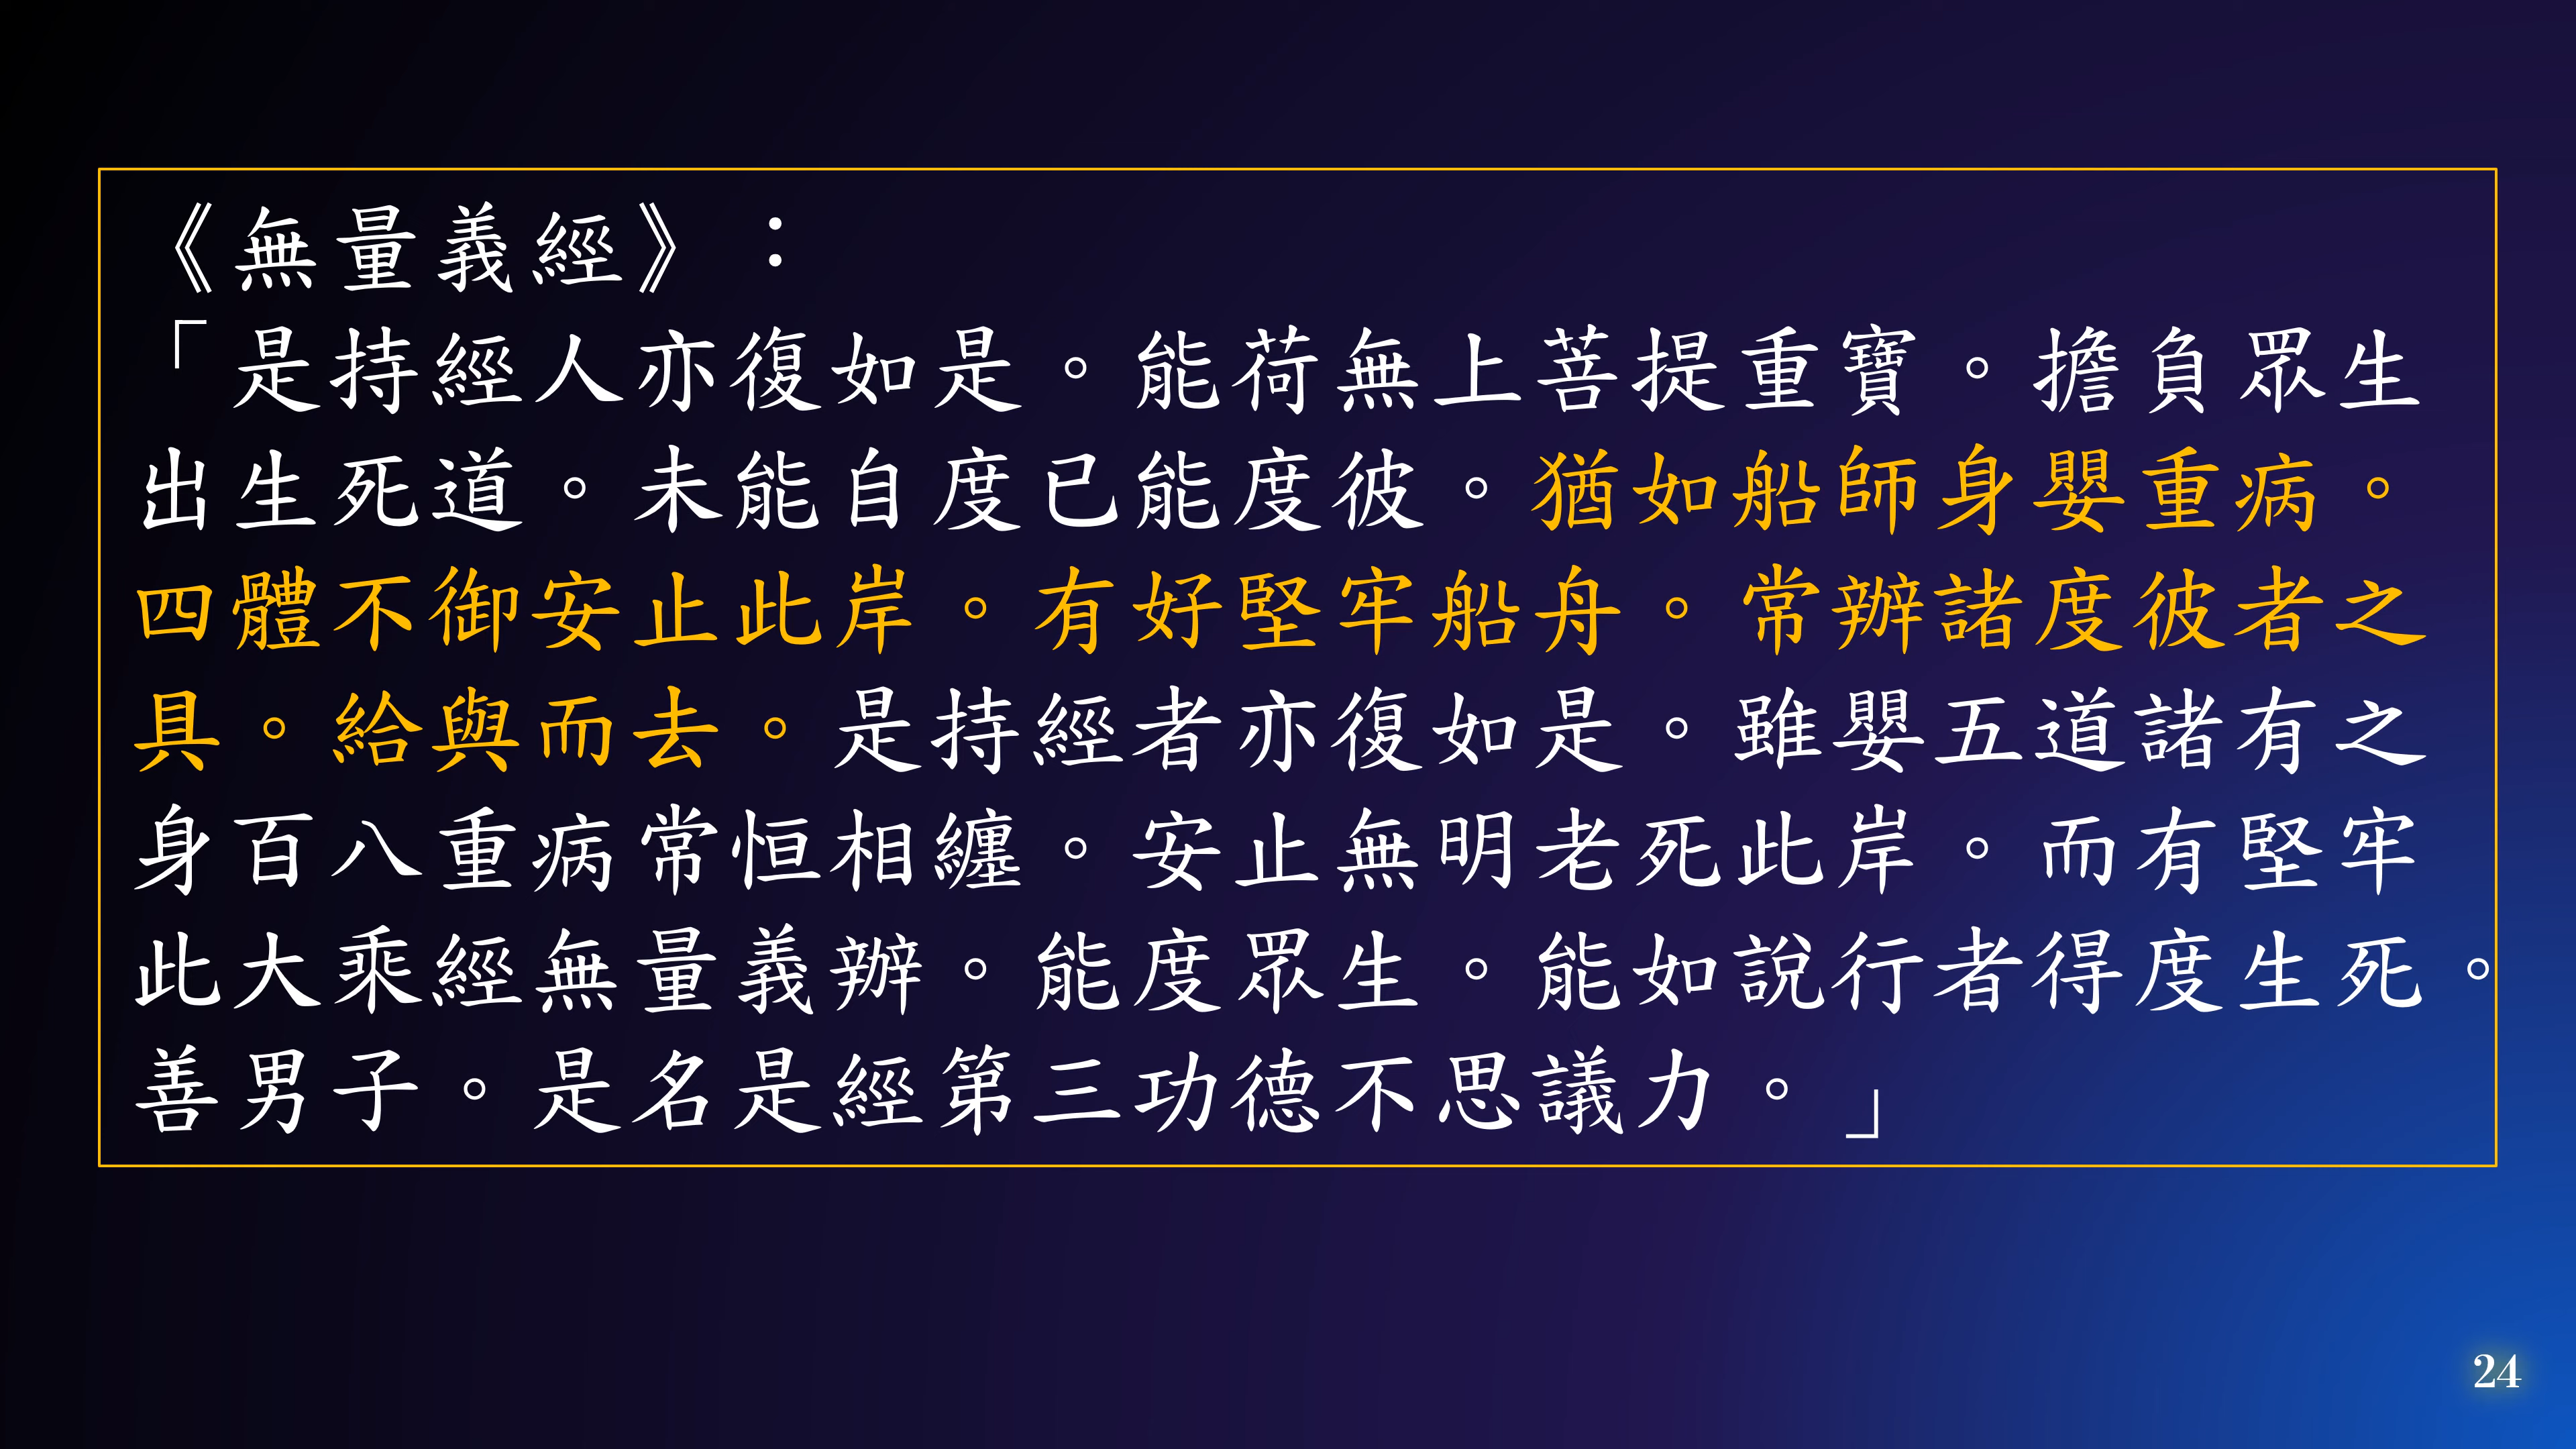 《無量義經》：
「是持經人亦復如是。能荷無上菩提重寶。擔負眾生
出生死道。未能自度已能度彼。猶如船師身嬰重病。
四體不御安止此岸。有好堅牢船舟。常辦諸度彼者之
具。給與而去。是持經者亦復如是。雖嬰五道諸有之
身百八重病常恒相纏。安止無明老死此岸。而有堅牢
此大乘經無量義辦。能度眾生。能如說行者得度生死。
善男子。是名是經第三功德不思議力。」
24